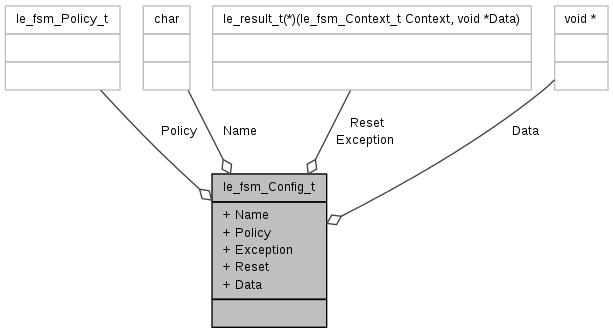 le_fsm_Policy_t
char
le_result_t(*)(le_fsm_Context_t Context, void *Data)
void *
Policy
Name
Reset
Exception
Data
le_fsm_Config_t
+ Name
+ Policy
+ Exception
+ Reset
+ Data